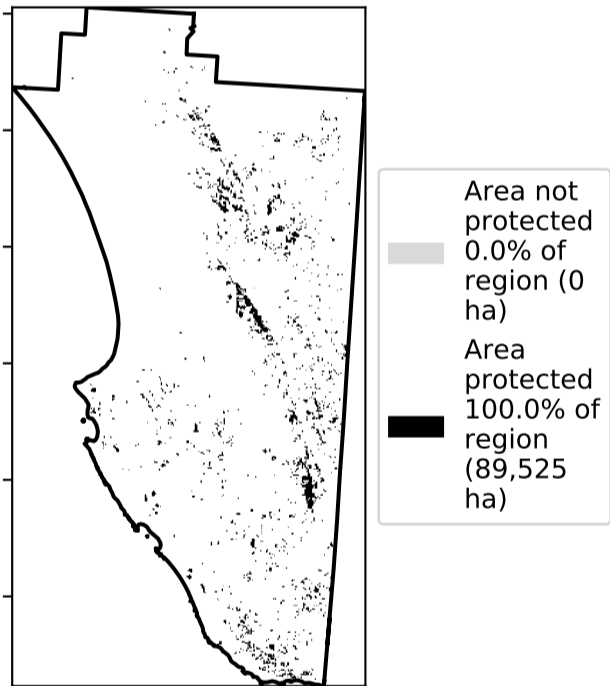 Area not
protected
0.0% of
region (0
ha)
Area
protected
100.0% of
region
(89,525
ha)